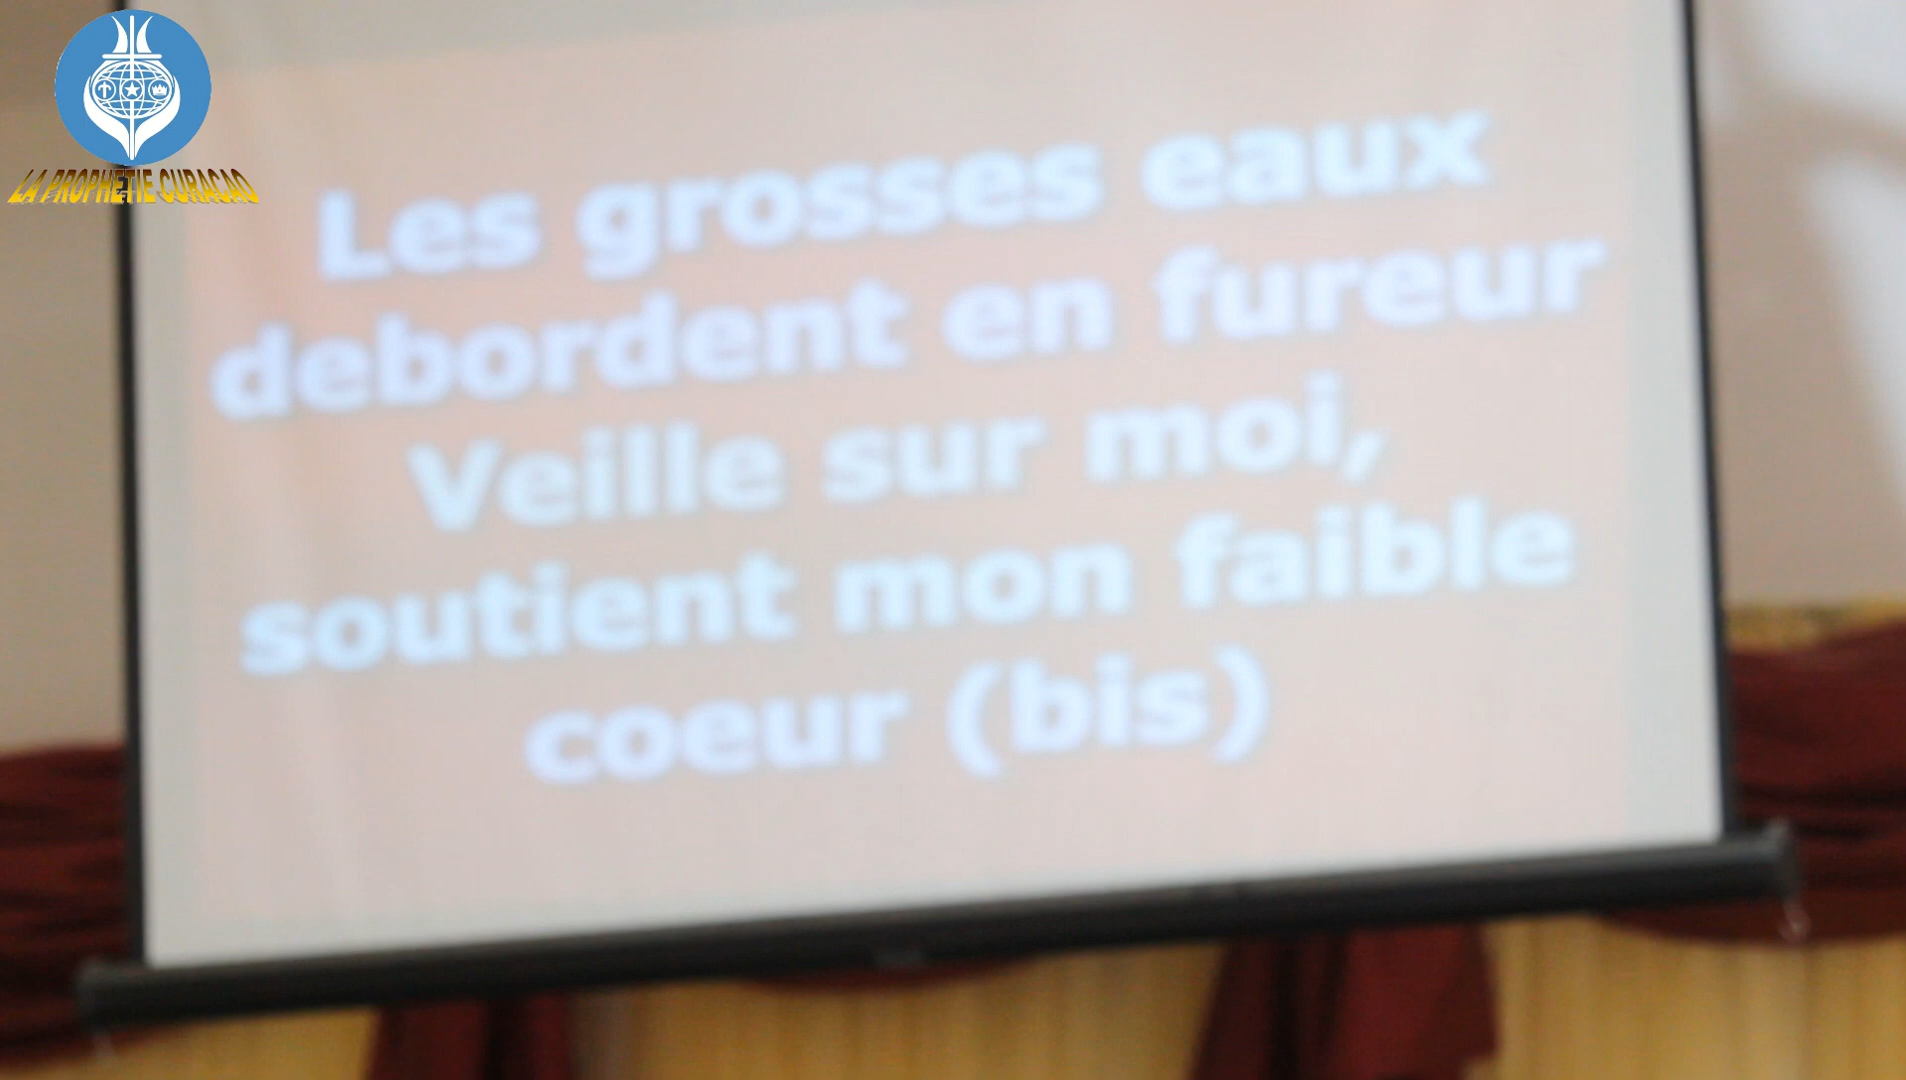 LA PROPHETIE CURACAO
Les grosses eaux
debordent en fureur
Veille sur moi,
soutient mon faible
coeur (bis)